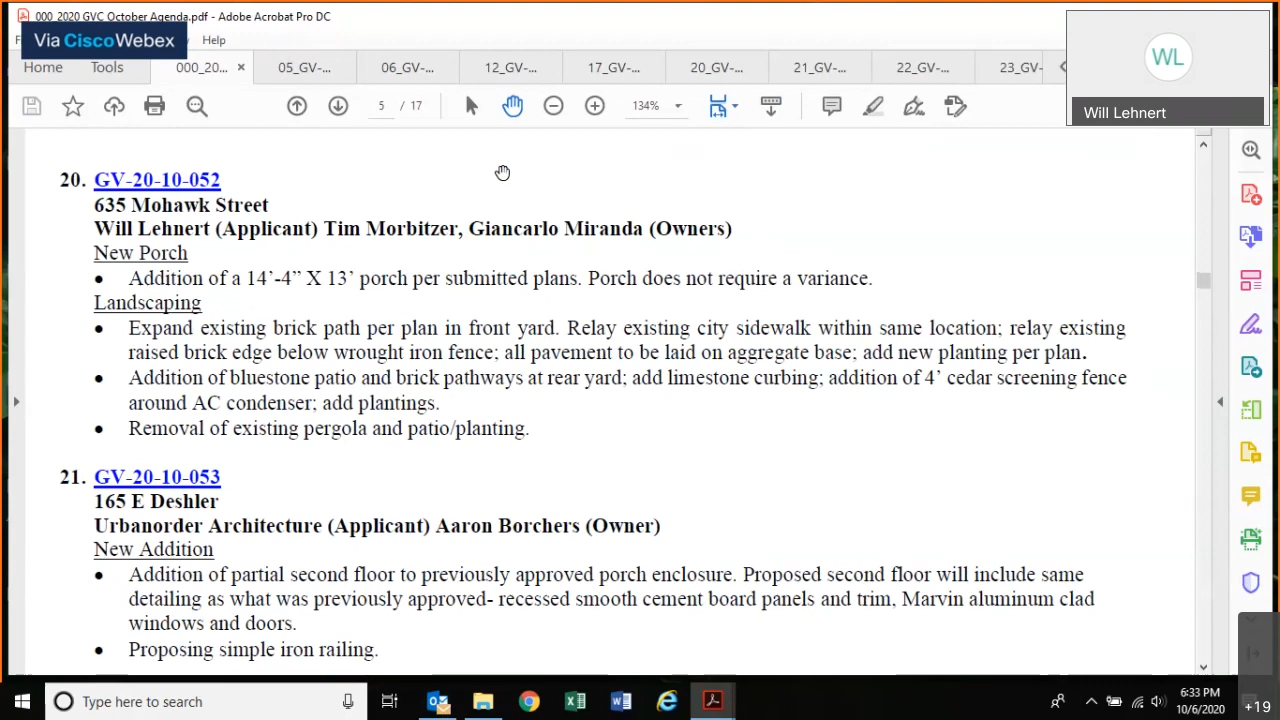 000_2020 GVC October Agenda.pdf - Adobe Acrobat Pro DC
Via Cisco Webex
Help
Home Tools 000_20... × 05_GV-... 06_GV-... 12_GV-... 17_GV-... 20_GV-... 21_GV-... 22_GV-... 23_GV-
5 / 17 134%
WL
Will Lehnert
20. GV-20-10-052
635 Mohawk Street
Will Lehnert (Applicant) Tim Morbitzer, Giancarlo Miranda (Owners)
New Porch
• Addition of a 14’-4” X 13’ porch per submitted plans. Porch does not require a variance.
Landscaping
• Expand existing brick path per plan in front yard. Relay existing city sidewalk within same location; relay existing
raised brick edge below wrought iron fence; all pavement to be laid on aggregate base; add new planting per plan.
• Addition of bluestone patio and brick pathways at rear yard; add limestone curbing; addition of 4’ cedar screening fence
around AC condenser; add plantings.
• Removal of existing pergola and patio/planting.
21. GV-20-10-053
165 E Deshler
Urbanorder Architecture (Applicant) Aaron Borchers (Owner)
New Addition
• Addition of partial second floor to previously approved porch enclosure. Proposed second floor will include same
detailing as what was previously approved- recessed smooth cement board panels and trim, Marvin aluminum clad
windows and doors.
• Proposing simple iron railing.
Type here to search
6:33 PM
10/6/2020
+19